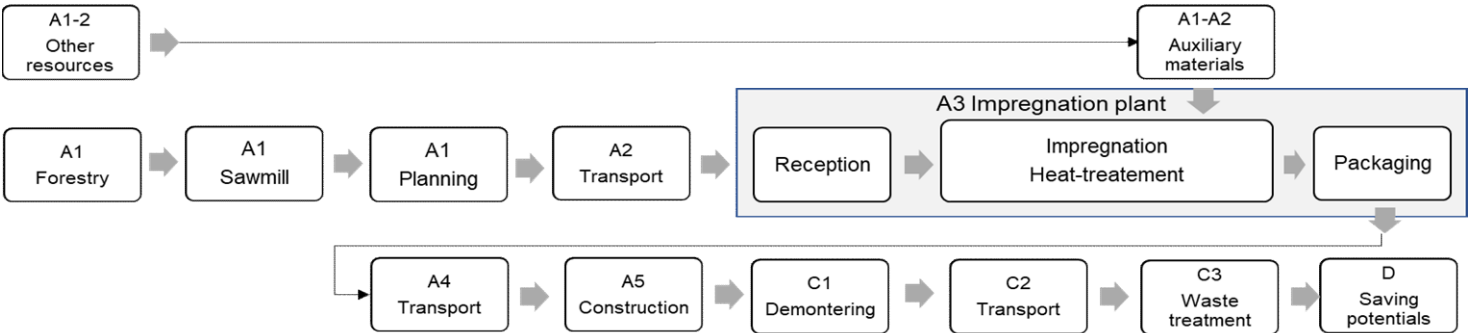 A1-2
Other
resources
A1-A2
Auxiliary
materials
A3 Impregnation plant
A1
Forestry
A1
Sawmill
A1
Planning
A2
Transport
Reception
Impregnation
Heat-treatement
Packaging
A4
Transport
A5
Construction
C1
Demontering
C2
Transport
C3
Waste
treatment
D
Saving
potentials